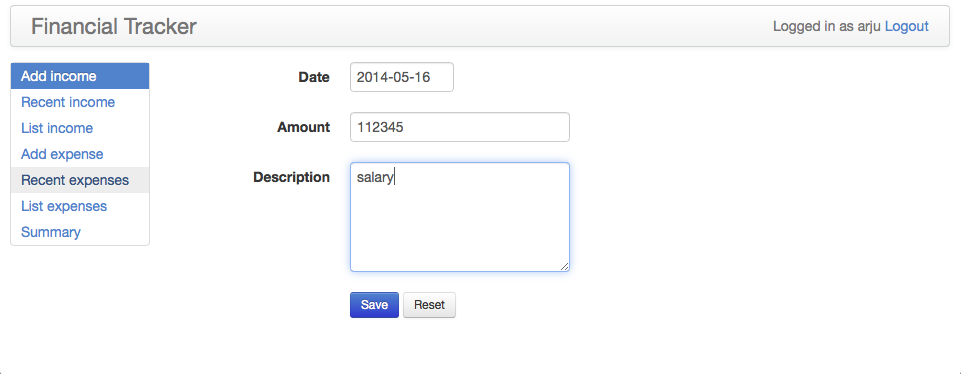 Financial Tracker
Logged in as arju Logout
Add income
Recent income
List income
Add expense
Recent expenses
List expenses
Summary
Date 2014-05-16
Amount 112345
Description salary
Save Reset